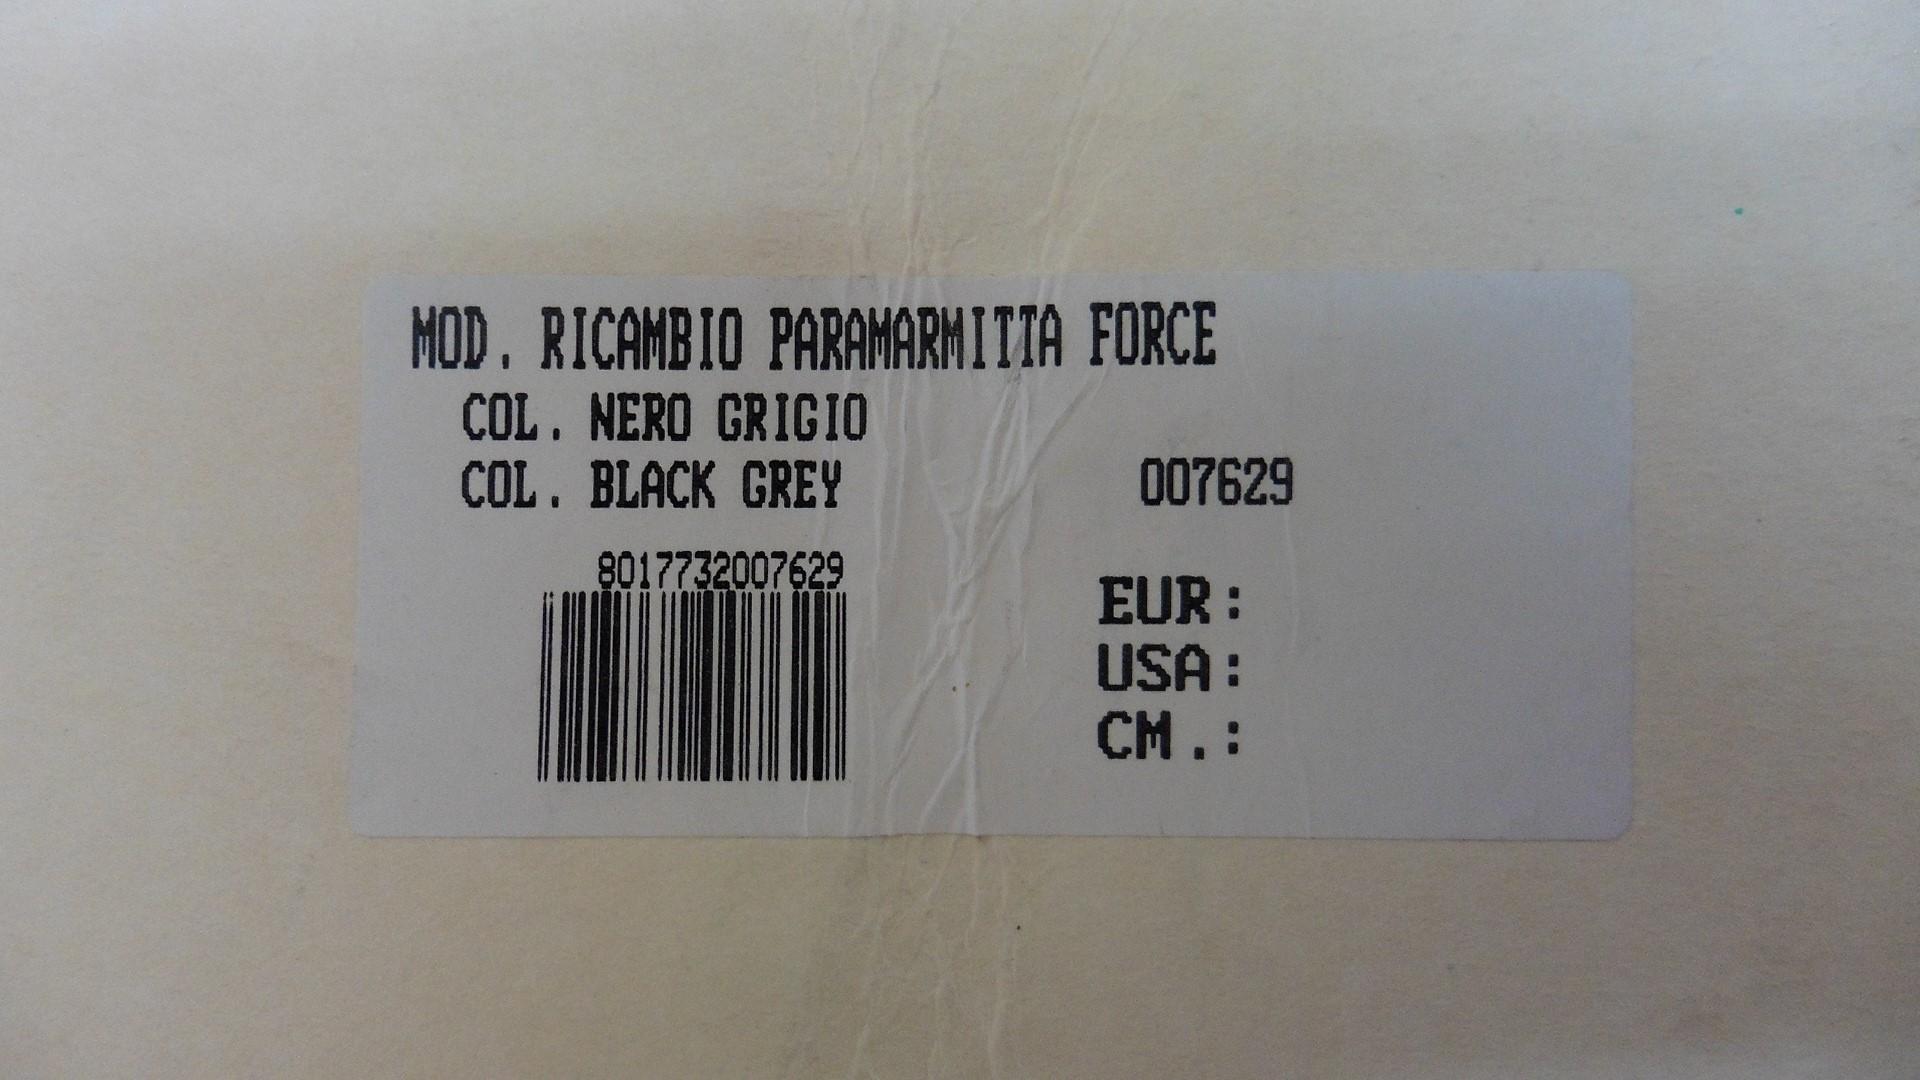 MOD. RICAMBIO PARAMARMITTA FORCE
COL. NERO GRIGIO
COL. BLACK GREY 007629
8017732007629
EUR:
USA:
CM.: